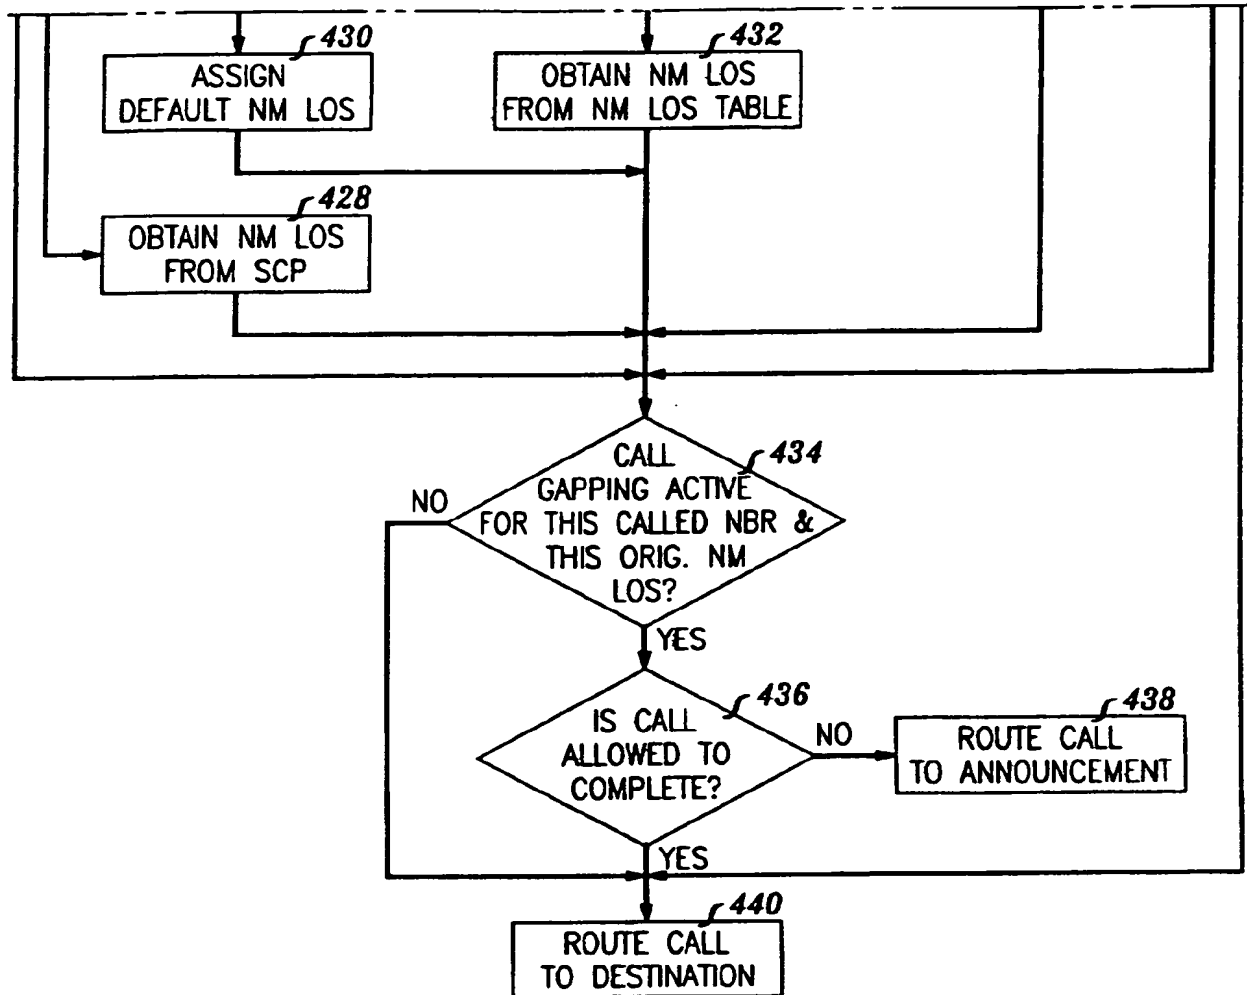 430
ASSIGN
DEFAULT NM LOS
432
OBTAIN NM LOS
FROM NM LOS TABLE
428
OBTAIN NM LOS
FROM SCP
434
CALL
GAPPING ACTIVE
FOR THIS CALLED NBR &
THIS ORIG. NM
LOS?
NO
YES
436
IS CALL
ALLOWED TO
COMPLETE?
NO
438
ROUTE CALL
TO ANNOUNCEMENT
YES
440
ROUTE CALL
TO DESTINATION